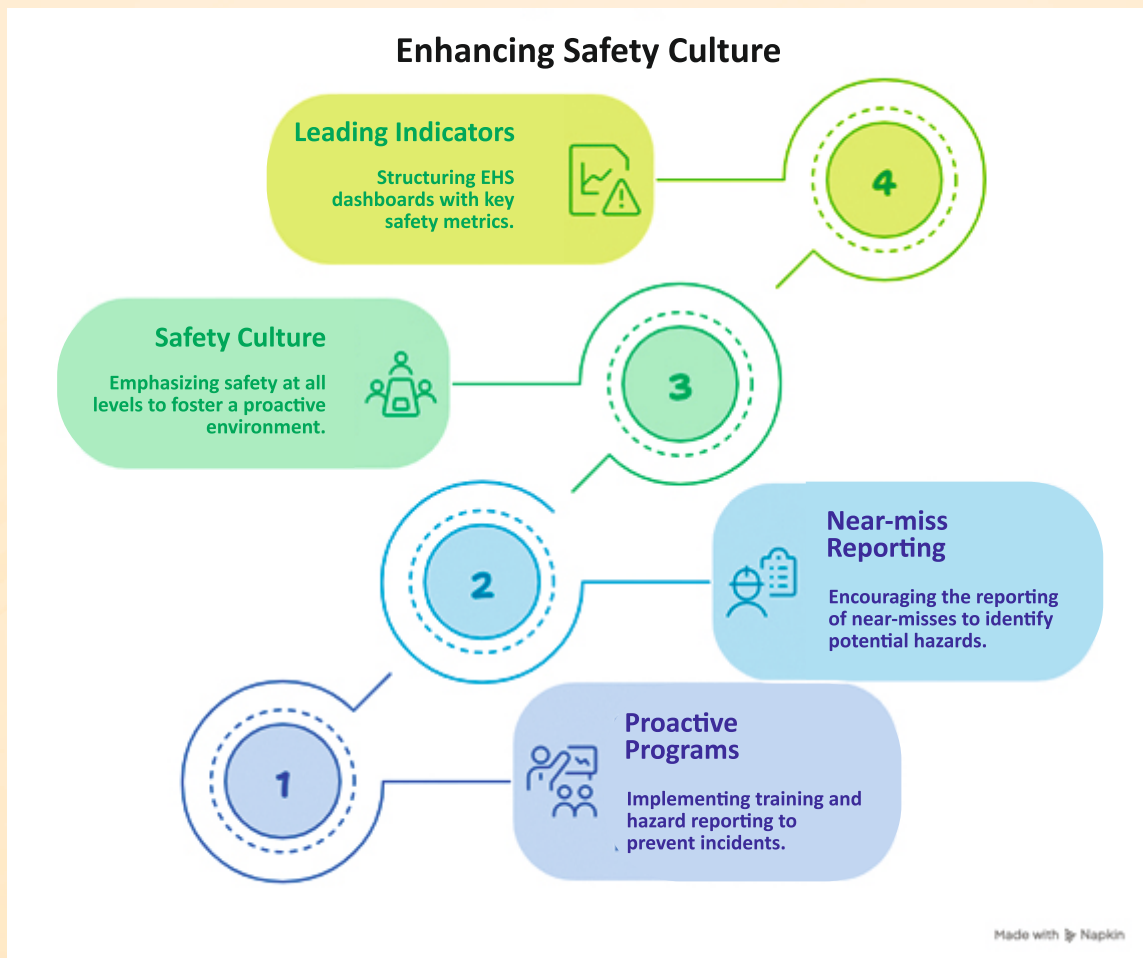 Enhancing Safety Culture
Leading Indicators
Structuring EHS
dashboards with key
safety metrics.
4
Safety Culture
Emphasizing safety at all
levels to foster a proactive
environment.
3
2
Near-miss
Reporting
Encouraging the reporting
of near-misses to identify
potential hazards.
1
Proactive
Programs
Implementing training and
hazard reporting to
prevent incidents.
Made with Napkin